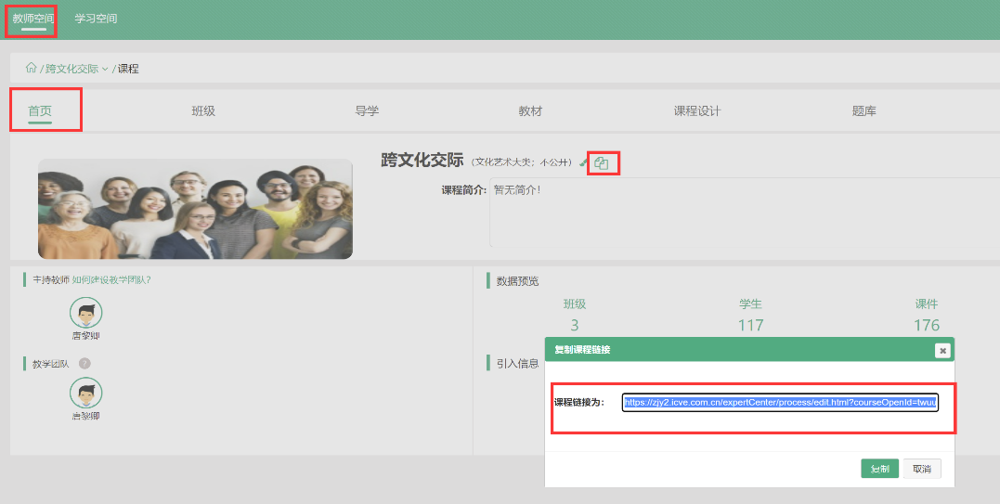 教师空间 学习空间
/ 跨文化交际 / 课程
首页 班级 导学 教材 课程设计 题库
跨文化交际 (文化艺术大类；不公开)
课程简介: 暂无简介!
主持教师 如何建设教学团队?
唐黎卿
教学团队 ?
唐黎卿
数据预览
班级 学生 课件
3 117 176
引入信息
复制课程链接
课程链接为: https://zjy2.icve.com.cn/expertCenter/process/edit.html?courseOpenId=twuu
复制 取消